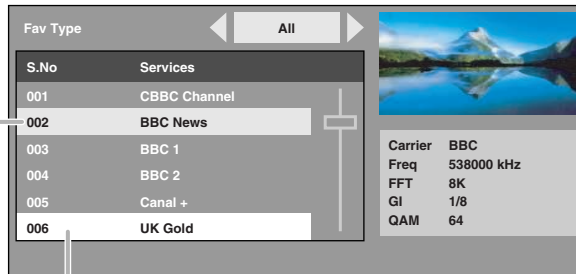 Fav Type All
S.No Services
001 CBBC Channel
002 BBC News
003 BBC 1
004 BBC 2
005 Canal +
006 UK Gold
Carrier BBC
Freq 538000 kHz
FFT 8K
GI 1/8
QAM 64